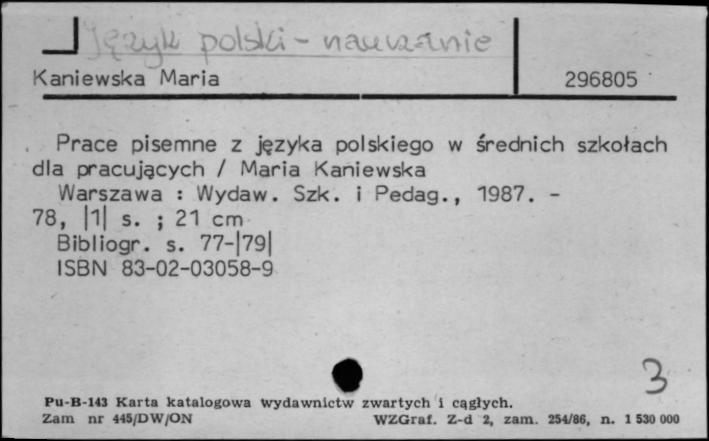 Język polski - nauczanie
Kaniewska Maria
296805
Prace pisemne z języka polskiego w średnich szkołach
dla pracujących / Maria Kaniewska
Warszawa : Wydaw. Szk. i Pedag., 1987. -
78, |1| s. ; 21 cm
Bibliogr. s. 77-|79|
ISBN 83-02-03058-9
3
Pu-B-143 Karta katalogowa wydawnictw zwartych i ciągłych.
Zam nr 445/DW/ON WZGraf. Z-d 2, zam. 254/86, n. 1 530 000